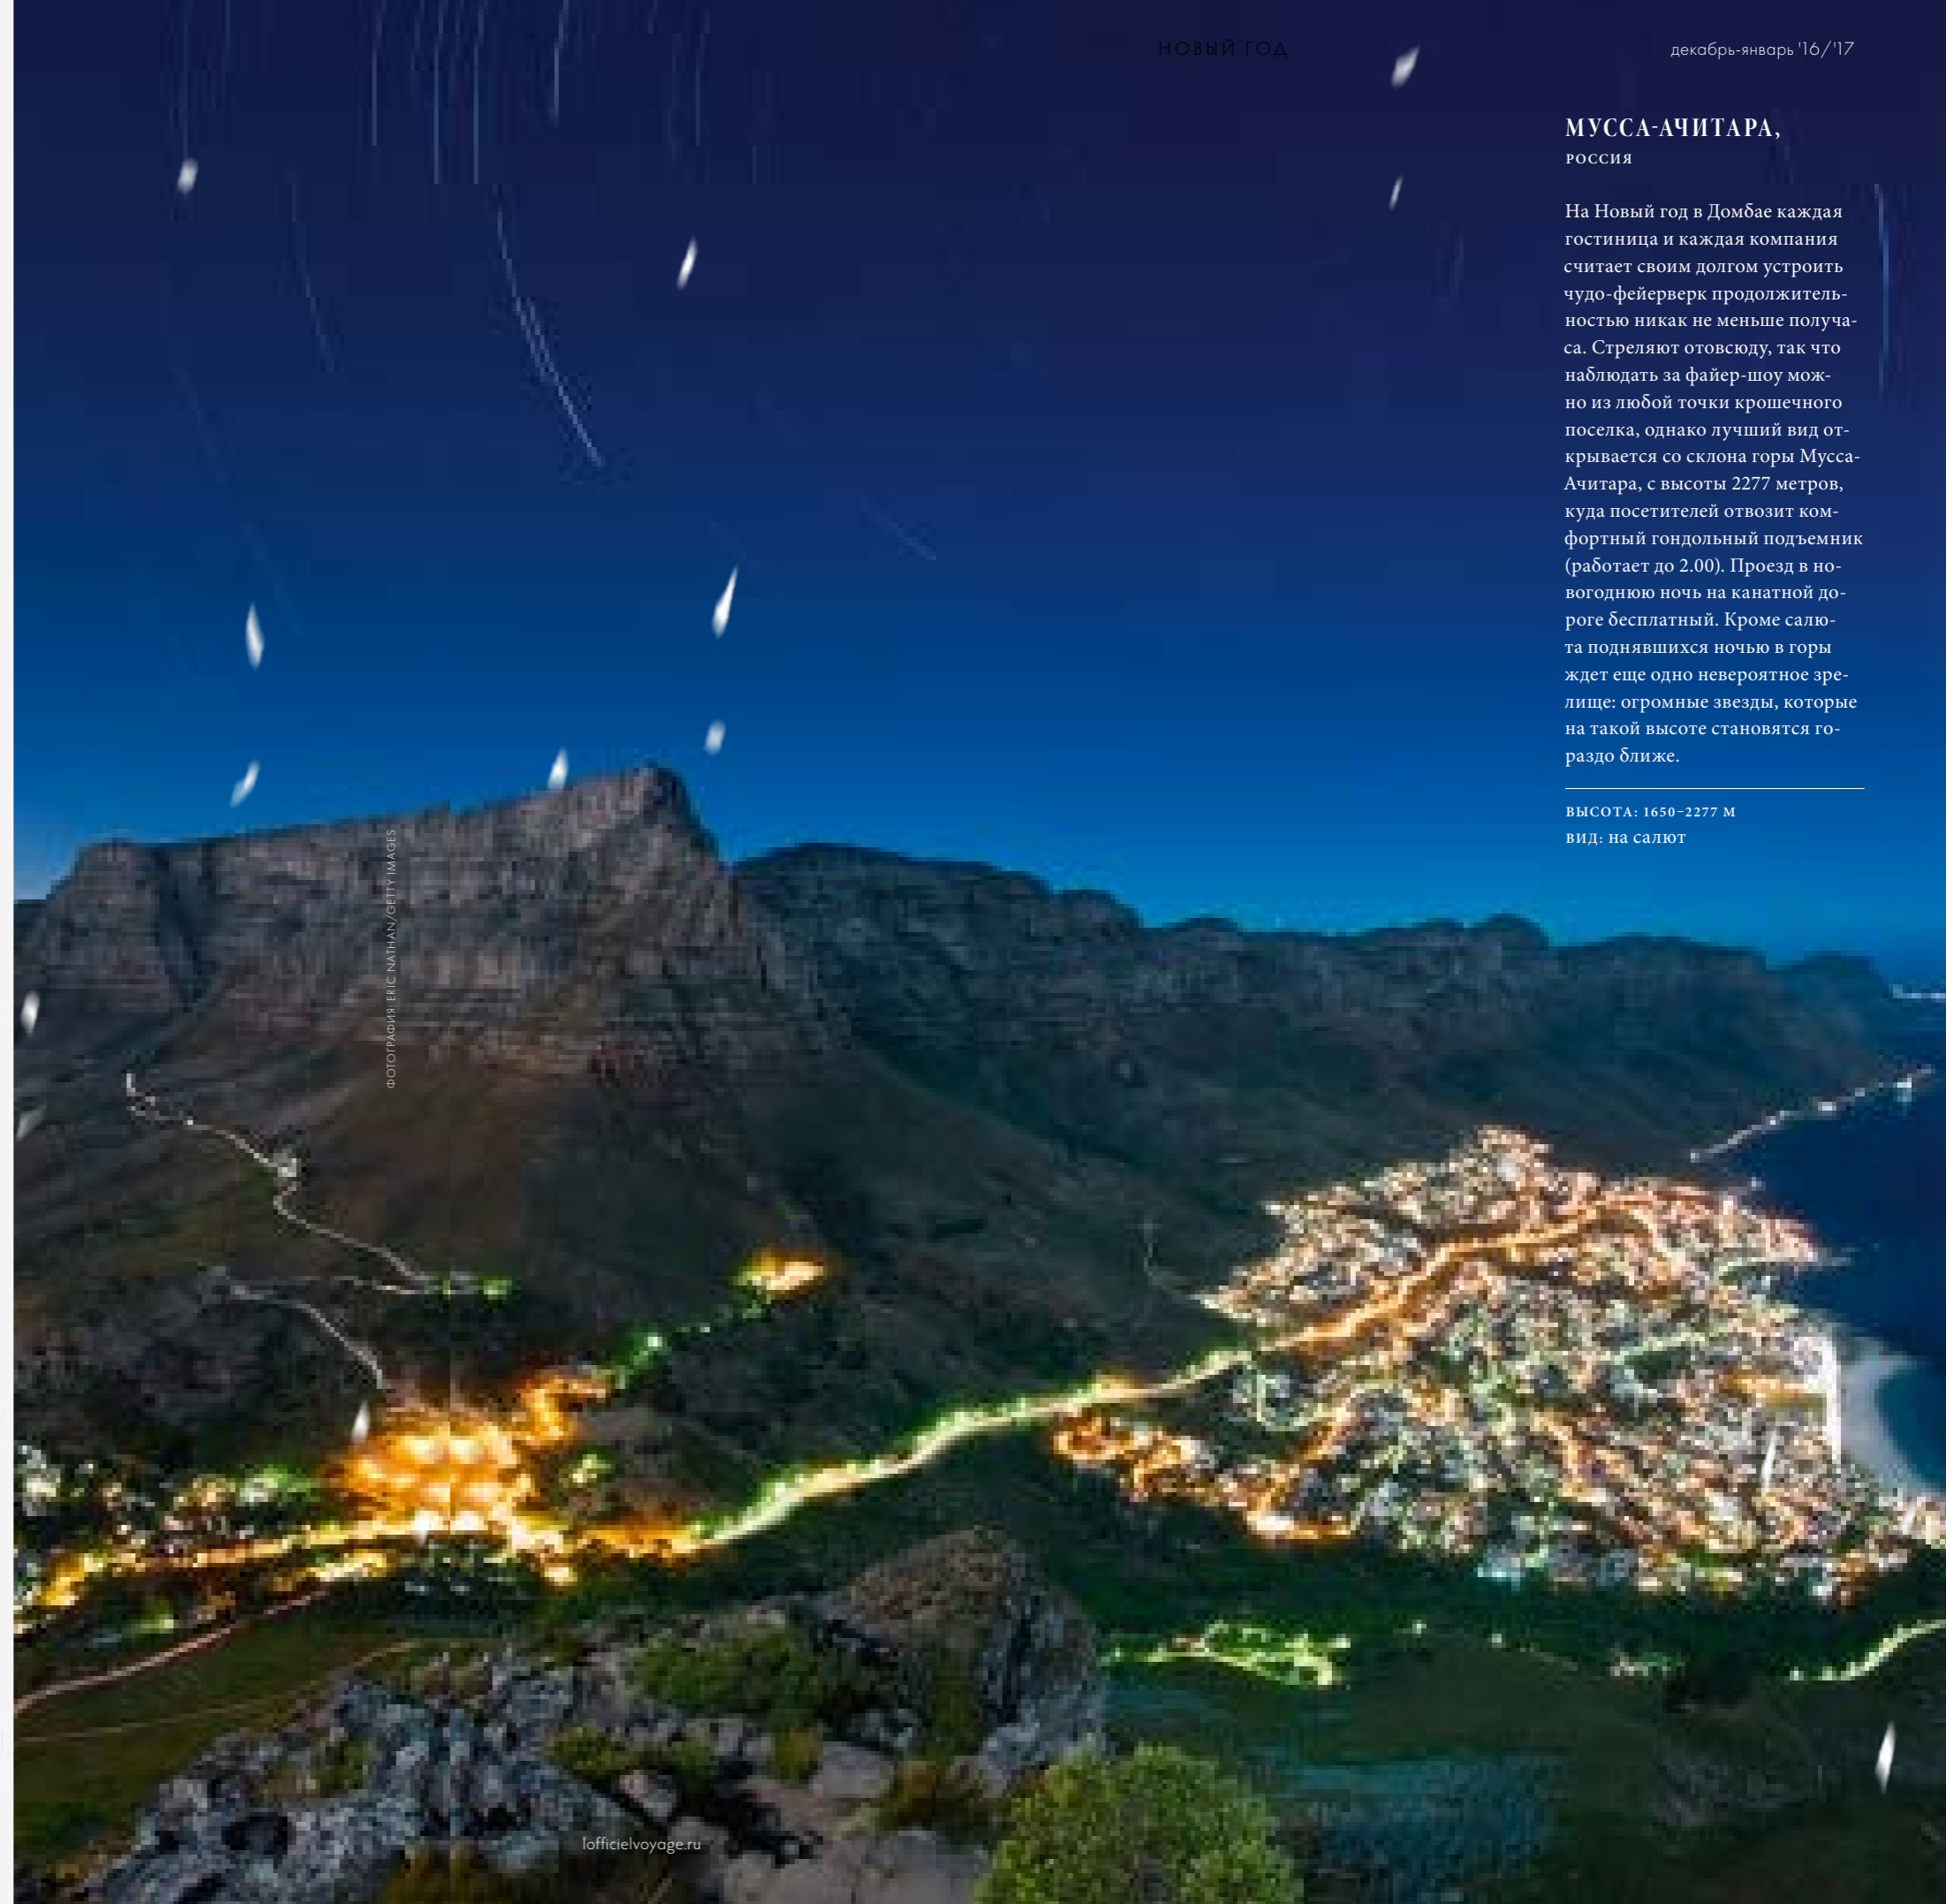 НОВЫЙ ГОД
декабрь-январь '16/'17
МУССА-АЧИТАРА,
РОССИЯ
На Новый год в Домбае каждая
гостиница и каждая компания
считает своим долгом устроить
чудо-фейерверк продолжитель-
ностью никак не меньше получа-
са. Стреляют отовсюду, так что
наблюдать за файер-шоу мож-
но из любой точки крошечного
поселка, однако лучший вид от-
крывается со склона горы Мусса-
Ачитара, с высоты 2277 метров,
куда посетителей отвозит ком-
фортный гондольный подъемник
(работает до 2.00). Проезд в но-
вогоднюю ночь на канатной до-
роге бесплатный. Кроме салю-
та поднявшихся ночью в горы
ждет еще одно невероятное зре-
лище: огромные звезды, которые
на такой высоте становятся го-
раздо ближе.
ВЫСОТА: 1650–2277 М
ВИД: на салют
ФОТОГРАФИЯ: ERIC NATHAN/GETTY IMAGES
lofficielvoyage.ru